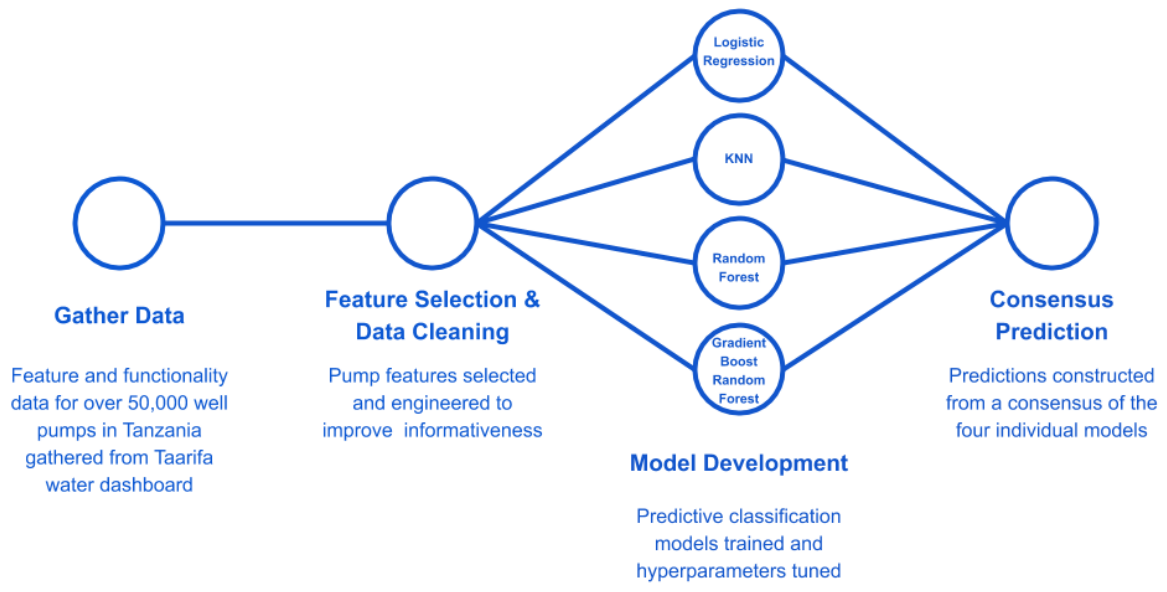 Gather Data
Feature and functionality
data for over 50,000 well
pumps in Tanzania
gathered from Taarifa
water dashboard
Feature Selection &
Data Cleaning
Pump features selected
and engineered to
improve informativeness
Logistic
Regression
KNN
Random
Forest
Gradient
Boost
Random
Forest
Model Development
Predictive classification
models trained and
hyperparameters tuned
Consensus
Prediction
Predictions constructed
from a consensus of the
four individual models